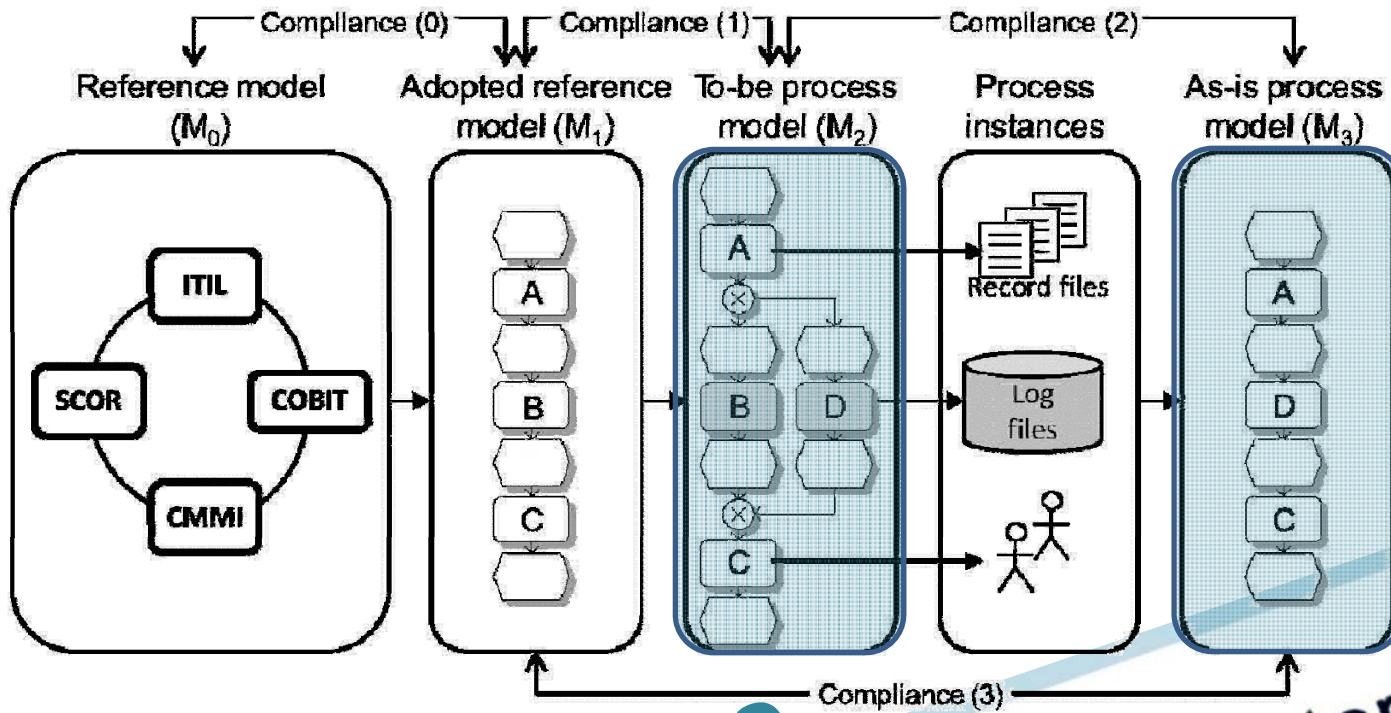 Compliance (0)
Compliance (1)
Compliance (2)
Reference model
(M0)
Adopted reference
model (M1)
To-be process
model (M2)
Process
instances
As-is process
model (M3)
ITIL
SCOR
COBIT
CMMI
A
B
C
A
B
D
C
Record files
Log
files
A
D
C
Compliance (3)